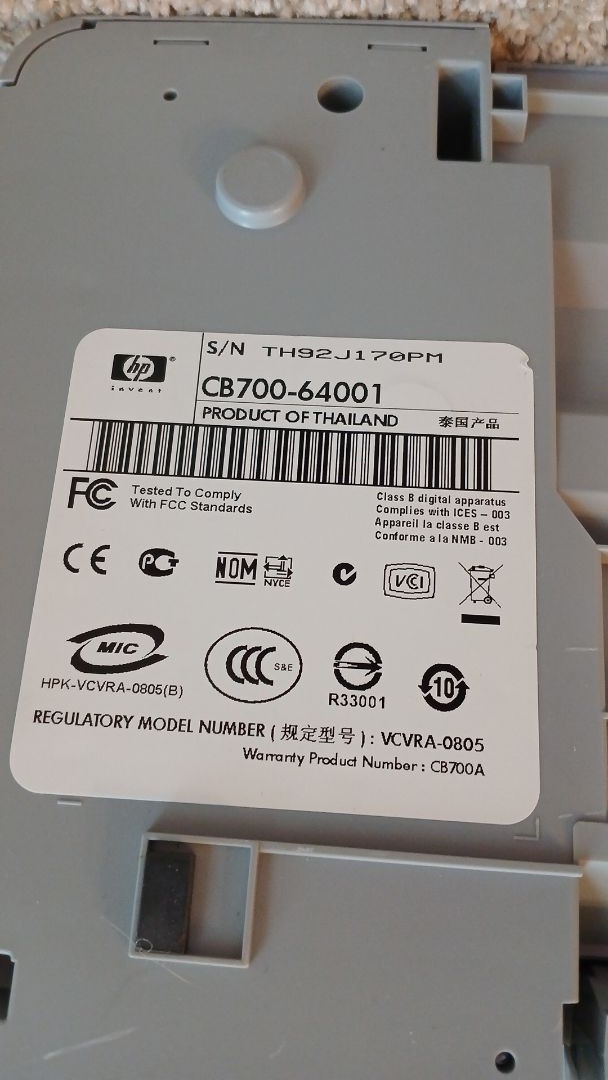 hp®
invent
S/N TH92J170PM
CB700-64001
PRODUCT OF THAILAND 泰国产品
FC
Tested To Comply
With FCC Standards
Class B digital apparatus
Complies with ICES – 003
Appareil la classe B est
Conforme a la NMB - 003
CE
PCT
NOM
NYCE
VCI
MIC
HPK-VCVRA-0805(B)
CCC
S&E
R33001
10
REGULATORY MODEL NUMBER ( 规定型号 ) : VCVRA-0805
Warranty Product Number : CB700A